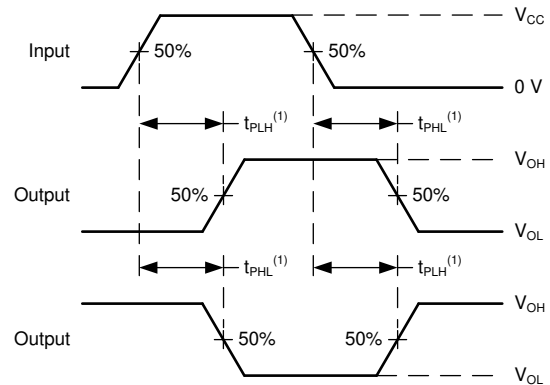 V_CC
Input 50% 50%
0 V
t_PLH^(1) t_PHL^(1)
V_OH
Output 50% 50%
V_OL
t_PHL^(1) t_PLH^(1)
V_OH
Output 50% 50%
V_OL